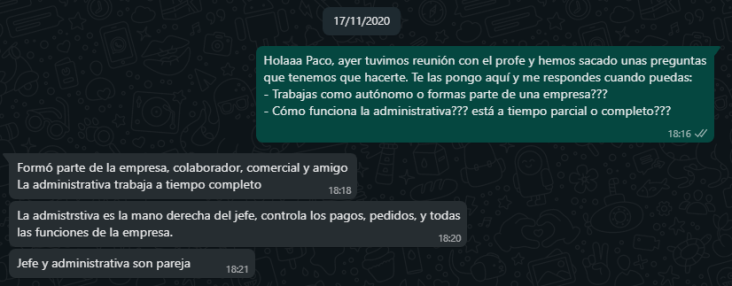 17/11/2020
Holaaa Paco, ayer tuvimos reunión con el profe y hemos sacado unas preguntas
que tenemos que hacerte. Te las pongo aquí y me respondes cuando puedas:
- Trabajas como autónomo o formas parte de una empresa???
- Cómo funciona la administrativa??? está a tiempo parcial o completo???
18:16
Formó parte de la empresa, colaborador, comercial y amigo
La administrativa trabaja a tiempo completo
18:18
La admistrstiva es la mano derecha del jefe, controla los pagos, pedidos, y todas
las funciones de la empresa.
18:20
Jefe y administrativa son pareja
18:21